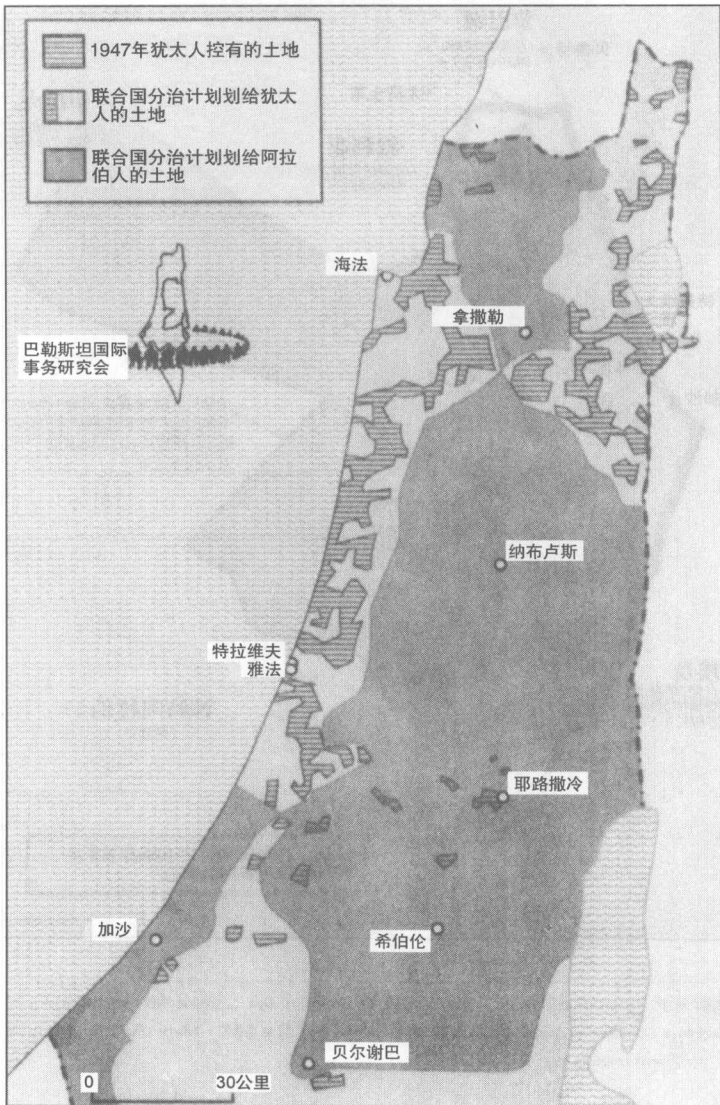 1947年犹太人控有的土地
联合国分治计划划给犹太
人的土地
联合国分治计划划给阿拉
伯人的土地
海法
拿撒勒
巴勒斯坦国际
事务研究会
纳布卢斯
特拉维夫
雅法
耶路撒冷
加沙
希伯伦
贝尔谢巴
0
30公里